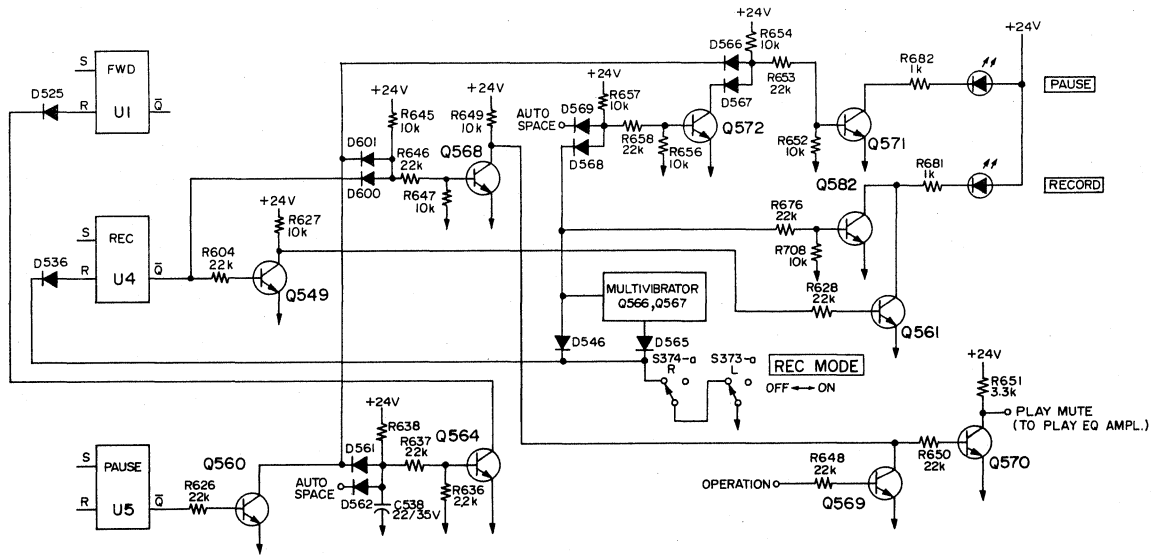 +24V
+24V
S FWD
D525
R U1 Q̄
D566
R654
10k
R653
22k
D567
R682
1k
PAUSE
+24V
R657
10k
D569
AUTO
SPACE
D568
R658
22k
R656
10k
Q572
R652
10k
Q571
+24V
R645
10k
+24V
R649
10k
D601
R646
22k
Q568
D600
R647
10k
Q582
R681
1k
RECORD
+24V
R627
10k
S REC
D536
R U4 Q̄
R604
22k
Q549
R676
22k
R708
10k
MULTIVIBRATOR
Q566,Q567
R628
22k
Q561
D546
D565
S374-a
R
S373-a
L
REC MODE
OFF ↔ ON
+24V
R651
3.3k
PLAY MUTE
(TO PLAY EQ AMPL.)
+24V
R638
D561
R637
22k
Q564
S PAUSE
R U5 Q̄
R626
22k
Q560
AUTO
SPACE
D562
C538
22/35V
R636
2.2k
OPERATION
R648
22k
Q569
R650
22k
Q570